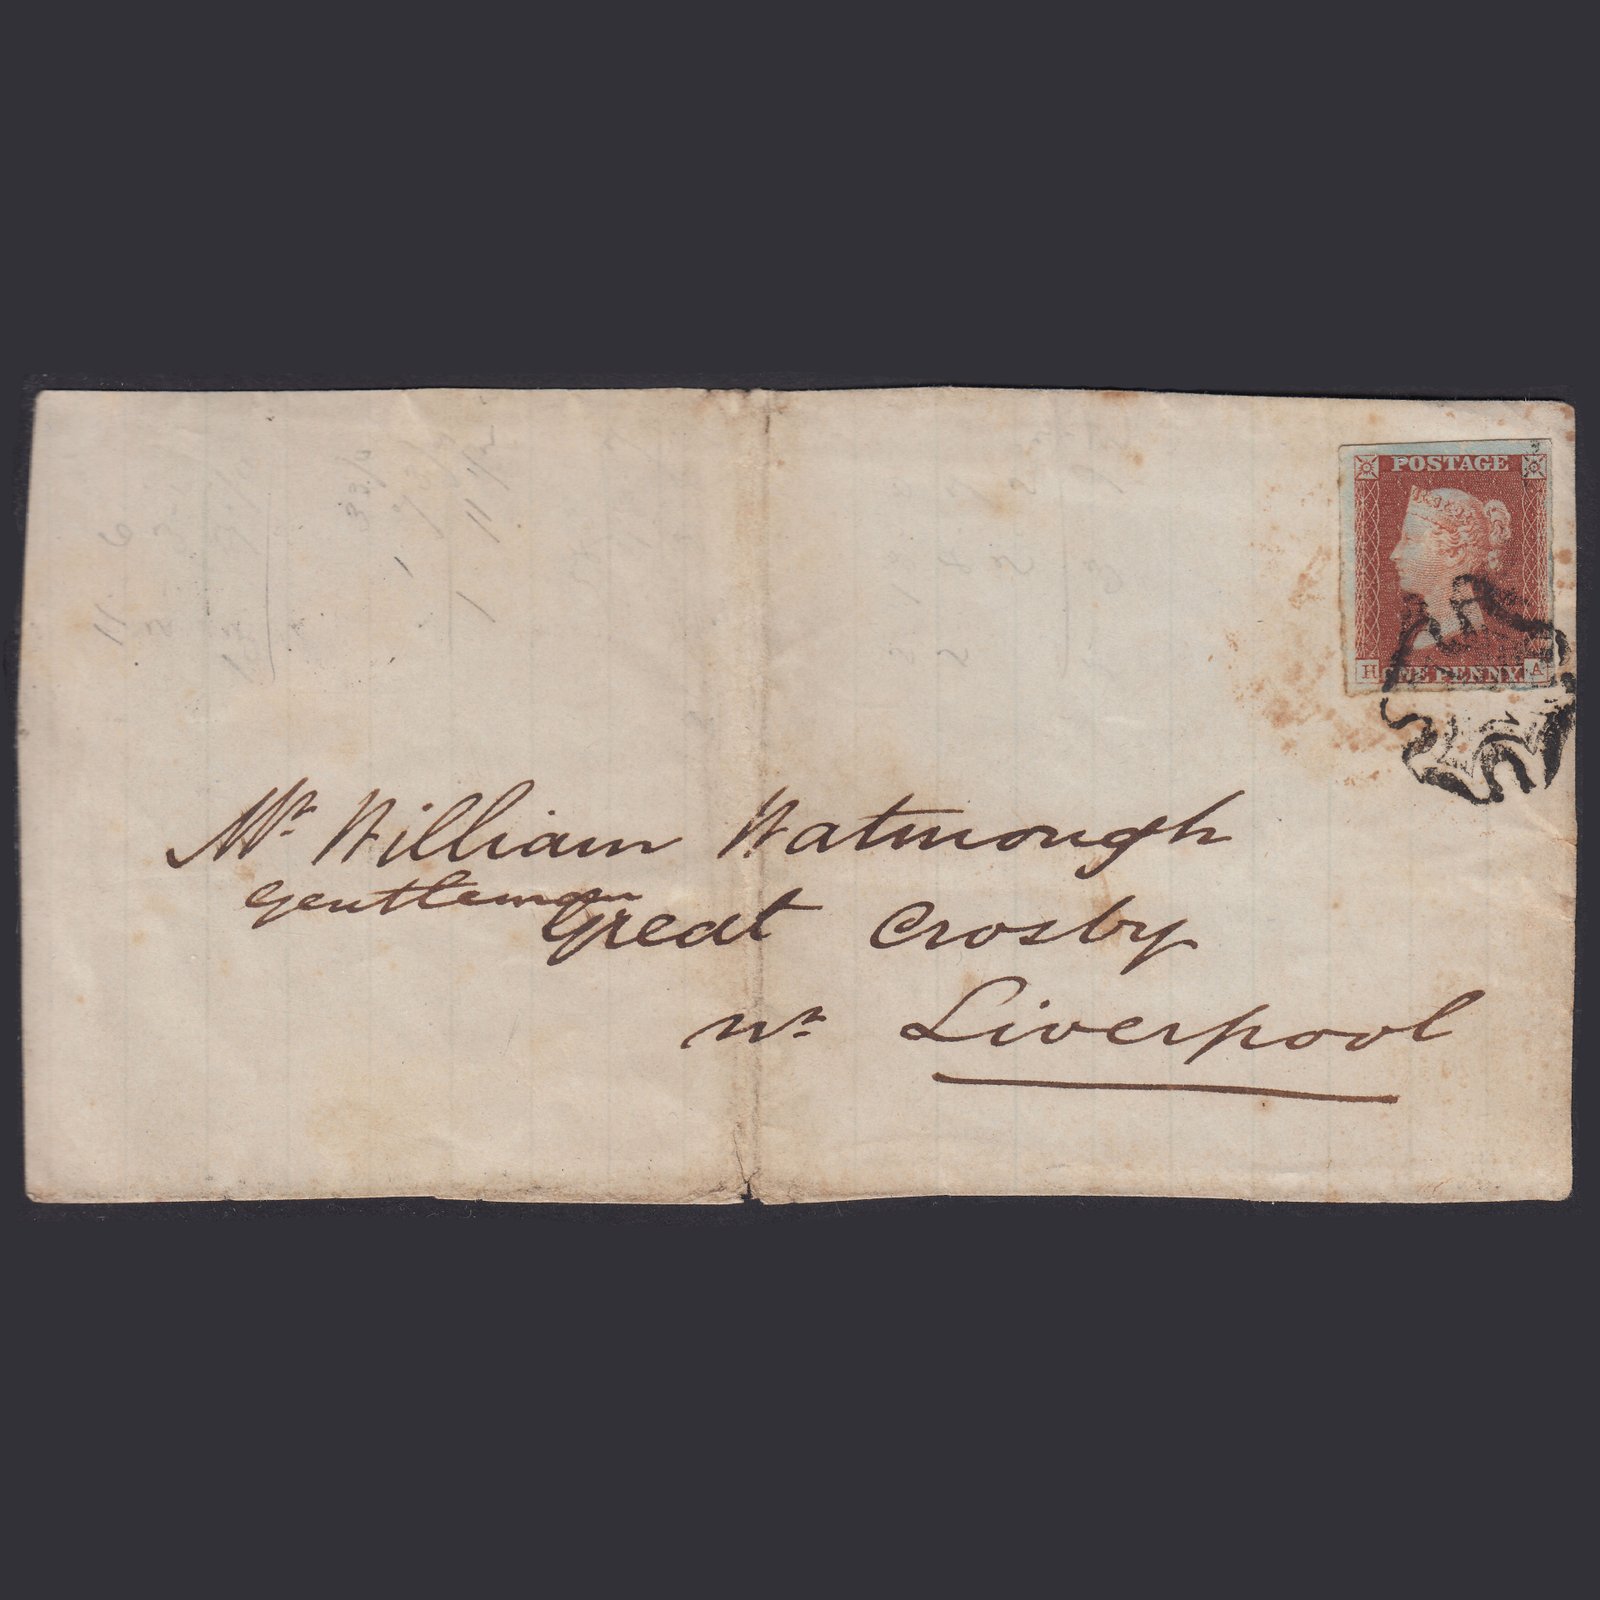 POSTAGE
H ONE PENNY A
Mr. William Watmough
Gentleman
Great Crosby
Nr. Liverpool